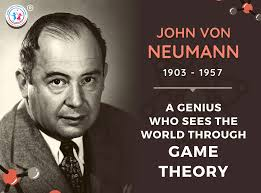 JOHN VON
NEUMANN
1903 - 1957
A GENIUS
WHO SEES THE
WORLD THROUGH
GAME
THEORY